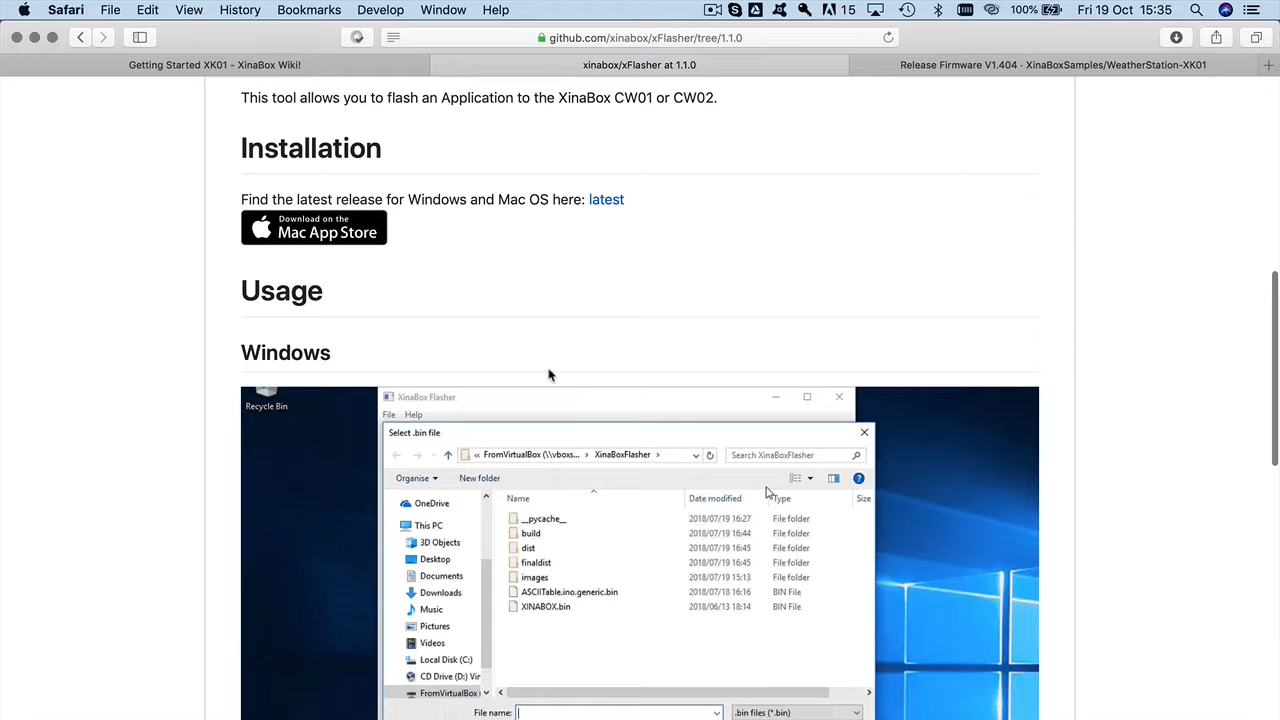 Safari File Edit View History Bookmarks Develop Window Help 15 100% Fri 19 Oct 15:35
github.com/xinabox/xFlasher/tree/1.1.0
Getting Started XK01 - XinaBox Wiki! xinabox/xFlasher at 1.1.0 Release Firmware V1.404 · XinaBoxSamples/WeatherStation-XK01
This tool allows you to flash an Application to the XinaBox CW01 or CW02.
Installation
Find the latest release for Windows and Mac OS here: latest
Download on the
Mac App Store
Usage
Windows
Recycle Bin
XinaBox Flasher
File Help
Select .bin file
« FromVirtualBox (\\vboxs... › XinaBoxFlasher › Search XinaBoxFlasher
Organise New folder
Name Date modified Type Size
OneDrive
This PC
3D Objects
Desktop
Documents
Downloads
Music
Pictures
Videos
Local Disk (C:)
CD Drive (D:) Vir
FromVirtualBox
__pycache__ 2018/07/19 16:27 File folder
build 2018/07/19 16:44 File folder
dist 2018/07/19 16:45 File folder
finaldist 2018/07/19 16:45 File folder
images 2018/07/19 15:13 File folder
ASCIITable.ino.generic.bin 2018/07/18 16:16 BIN File
XINABOX.bin 2018/06/13 18:14 BIN File
File name: .bin files (*.bin)